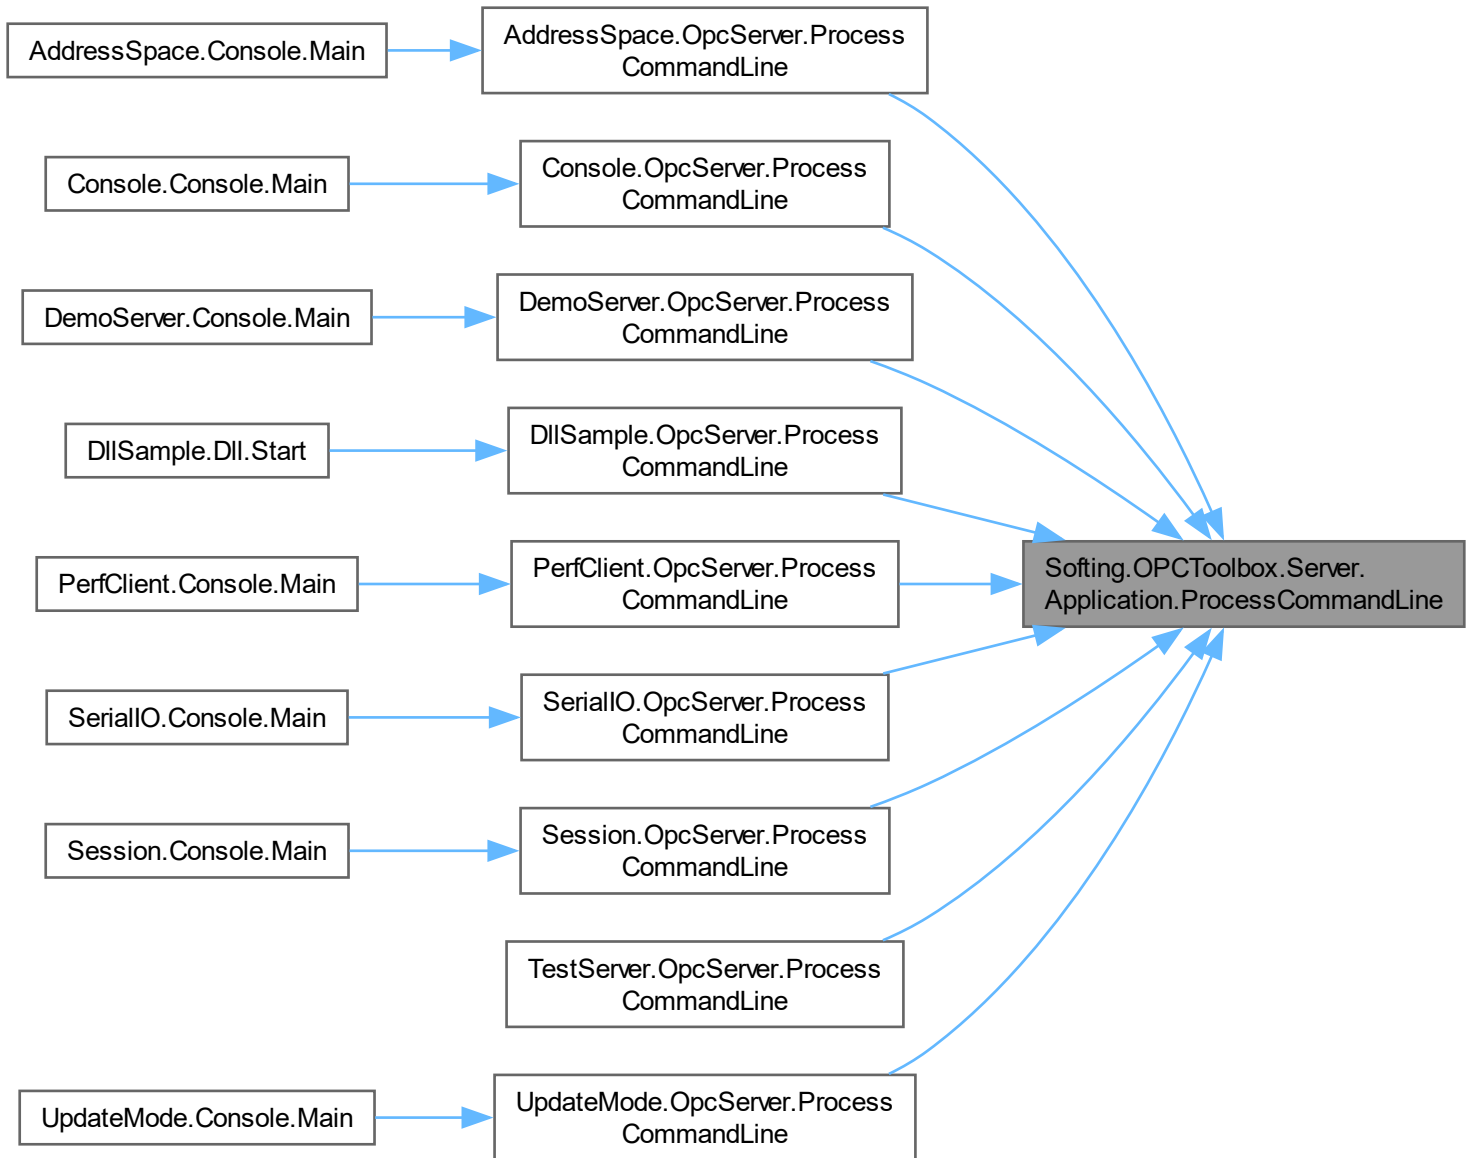 AddressSpace.Console.Main
AddressSpace.OpcServer.Process
CommandLine
Console.Console.Main
Console.OpcServer.Process
CommandLine
DemoServer.Console.Main
DemoServer.OpcServer.Process
CommandLine
DllSample.Dll.Start
DllSample.OpcServer.Process
CommandLine
PerfClient.Console.Main
PerfClient.OpcServer.Process
CommandLine
Softing.OPCToolbox.Server.
Application.ProcessCommandLine
SerialIO.Console.Main
SerialIO.OpcServer.Process
CommandLine
Session.Console.Main
Session.OpcServer.Process
CommandLine
TestServer.OpcServer.Process
CommandLine
UpdateMode.Console.Main
UpdateMode.OpcServer.Process
CommandLine